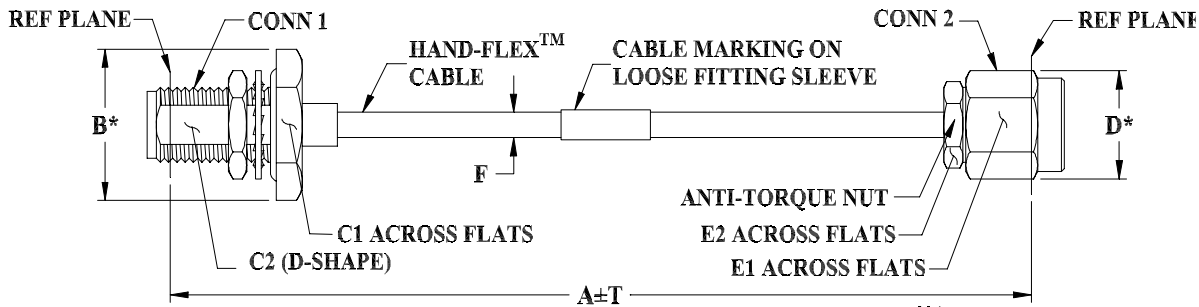 REF PLANE
CONN 1
HAND-FLEX™
CABLE
CABLE MARKING ON
LOOSE FITTING SLEEVE
CONN 2
REF PLANE
B*
D*
F
ANTI-TORQUE NUT
C1 ACROSS FLATS
E2 ACROSS FLATS
C2 (D-SHAPE)
E1 ACROSS FLATS
A±T